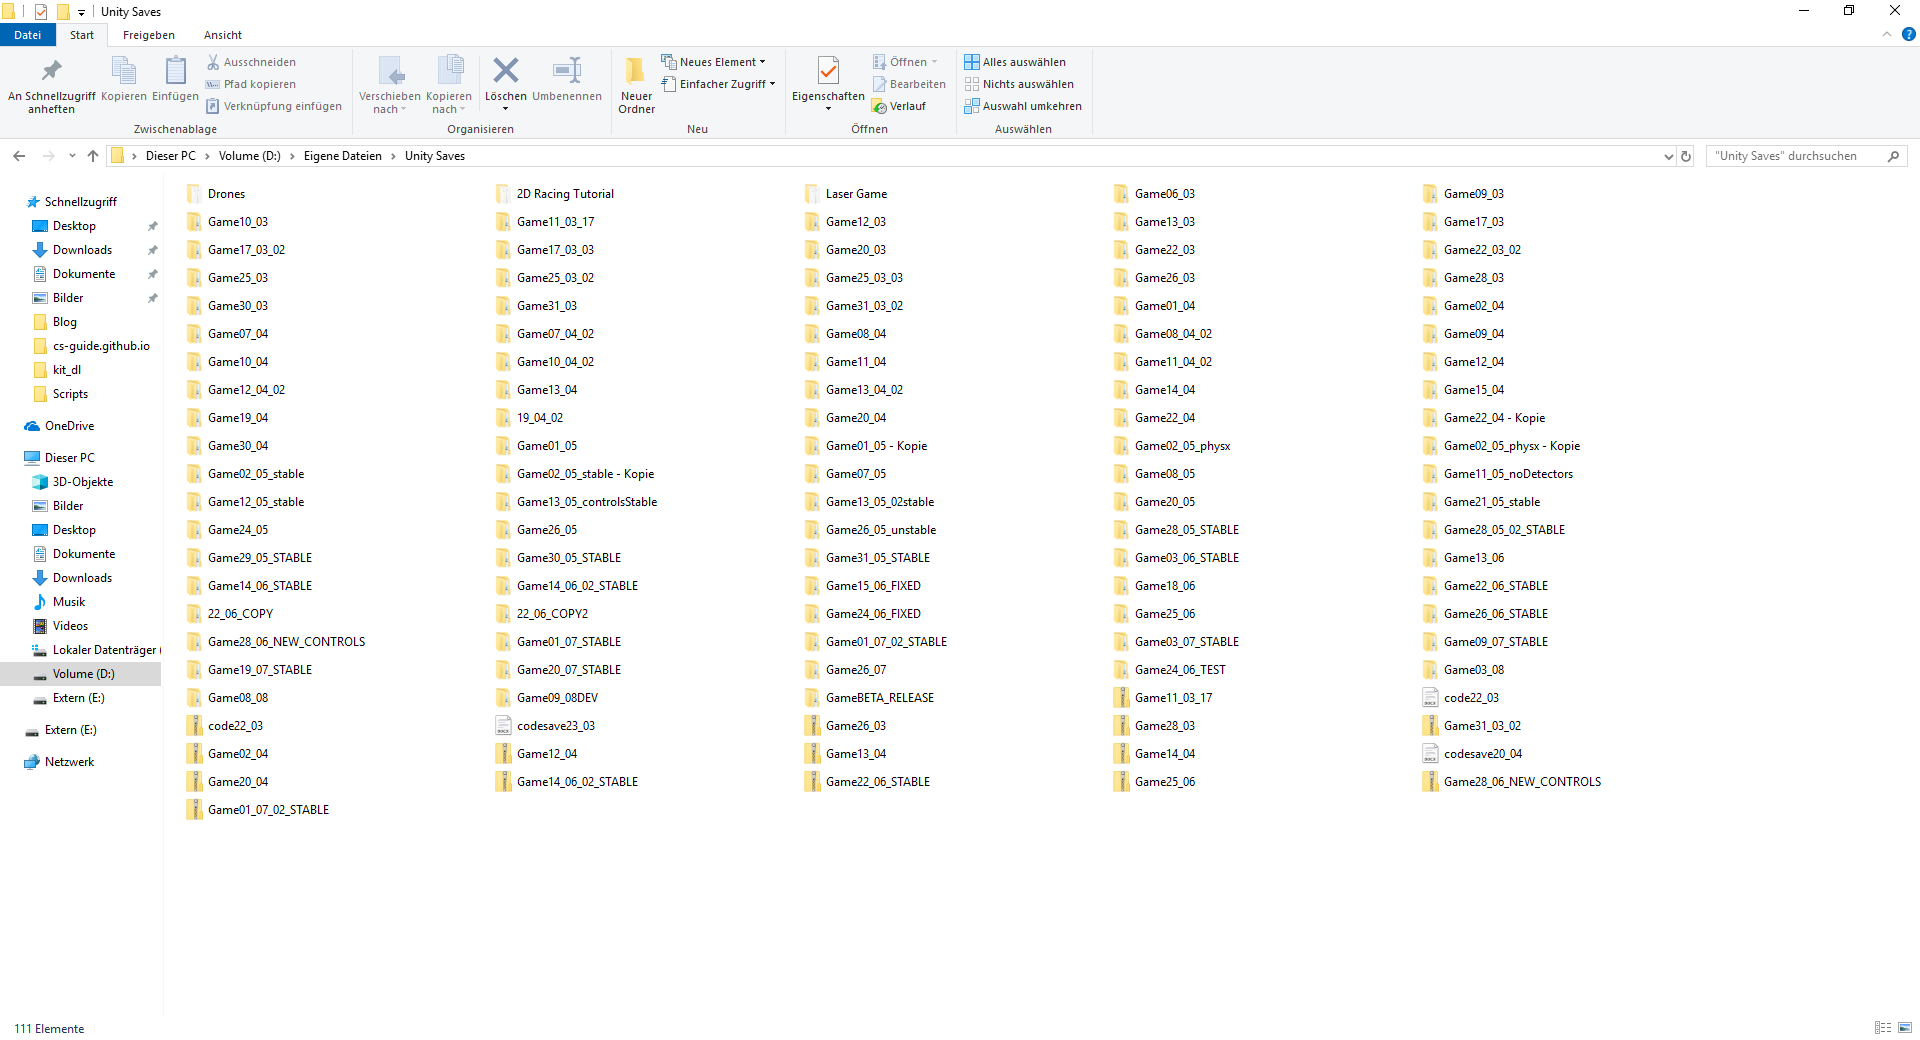 Unity Saves
Datei Start Freigeben Ansicht
An Schnellzugriff anheften
Kopieren
Einfügen
Ausschneiden
Pfad kopieren
Verknüpfung einfügen
Zwischenablage
Verschieben nach
Kopieren nach
Löschen
Umbenennen
Organisieren
Neuer Ordner
Neues Element
Einfacher Zugriff
Neu
Eigenschaften
Öffnen
Bearbeiten
Verlauf
Öffnen
Alles auswählen
Nichts auswählen
Auswahl umkehren
Auswählen
Dieser PC Volume (D:) Eigene Dateien Unity Saves
"Unity Saves" durchsuchen
Schnellzugriff
Desktop
Downloads
Dokumente
Bilder
Blog
cs-guide.github.io
kit_dl
Scripts
OneDrive
Dieser PC
3D-Objekte
Bilder
Desktop
Dokumente
Downloads
Musik
Videos
Lokaler Datenträger (
Volume (D:)
Extern (E:)
Extern (E:)
Netzwerk
Drones 2D Racing Tutorial Laser Game Game06_03 Game09_03
Game10_03 Game11_03_17 Game12_03 Game13_03 Game17_03
Game17_03_02 Game17_03_03 Game20_03 Game22_03 Game22_03_02
Game25_03 Game25_03_02 Game25_03_03 Game26_03 Game28_03
Game30_03 Game31_03 Game31_03_02 Game01_04 Game02_04
Game07_04 Game07_04_02 Game08_04 Game08_04_02 Game09_04
Game10_04 Game10_04_02 Game11_04 Game11_04_02 Game12_04
Game12_04_02 Game13_04 Game13_04_02 Game14_04 Game15_04
Game19_04 19_04_02 Game20_04 Game22_04 Game22_04 - Kopie
Game30_04 Game01_05 Game01_05 - Kopie Game02_05_physx Game02_05_physx - Kopie
Game02_05_stable Game02_05_stable - Kopie Game07_05 Game08_05 Game11_05_noDetectors
Game12_05_stable Game13_05_controlsStable Game13_05_02stable Game20_05 Game21_05_stable
Game24_05 Game26_05 Game26_05_unstable Game28_05_STABLE Game28_05_02_STABLE
Game29_05_STABLE Game30_05_STABLE Game31_05_STABLE Game03_06_STABLE Game13_06
Game14_06_STABLE Game14_06_02_STABLE Game15_06_FIXED Game18_06 Game22_06_STABLE
22_06_COPY 22_06_COPY2 Game24_06_FIXED Game25_06 Game26_06_STABLE
Game28_06_NEW_CONTROLS Game01_07_STABLE Game01_07_02_STABLE Game03_07_STABLE Game09_07_STABLE
Game19_07_STABLE Game20_07_STABLE Game26_07 Game24_06_TEST Game03_08
Game08_08 Game09_08DEV GameBETA_RELEASE Game11_03_17 code22_03
code22_03 codesave23_03 Game26_03 Game28_03 Game31_03_02
Game02_04 Game12_04 Game13_04 Game14_04 codesave20_04
Game20_04 Game14_06_02_STABLE Game22_06_STABLE Game25_06 Game28_06_NEW_CONTROLS
Game01_07_02_STABLE
111 Elemente